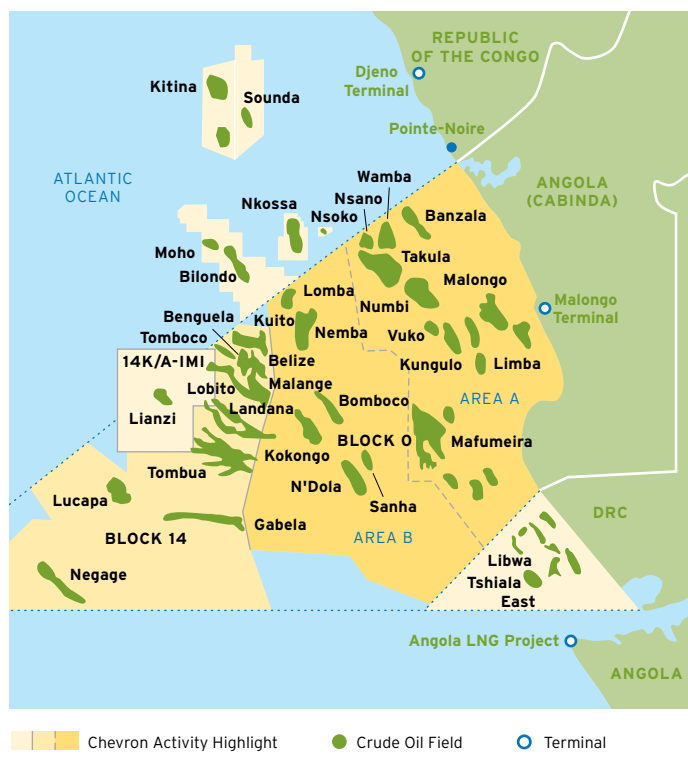 REPUBLIC
OF THE CONGO
Djeno
Terminal
Kitina
Sounda
Pointe-Noire
ATLANTIC
OCEAN
Wamba
Nsano
ANGOLA
(CABINDA)
Nkossa
Nsoko
Banzala
Moho
Takula
Bilondo
Malongo
Lomba
Numbi
Malongo
Terminal
Benguela
Kuito
Tomboco
Nemba
Vuko
14K/A-IMI
Belize
Kungulo
Limba
Lobito
Malange
Lianzi
Landana
Bomboco
AREA A
BLOCK 0
Mafumeira
Kokongo
Tombua
N'Dola
Lucapa
Sanha
DRC
Gabela
BLOCK 14
AREA B
Libwa
Negage
Tshiala
East
Angola LNG Project
ANGOLA
Chevron Activity Highlight
Crude Oil Field
Terminal